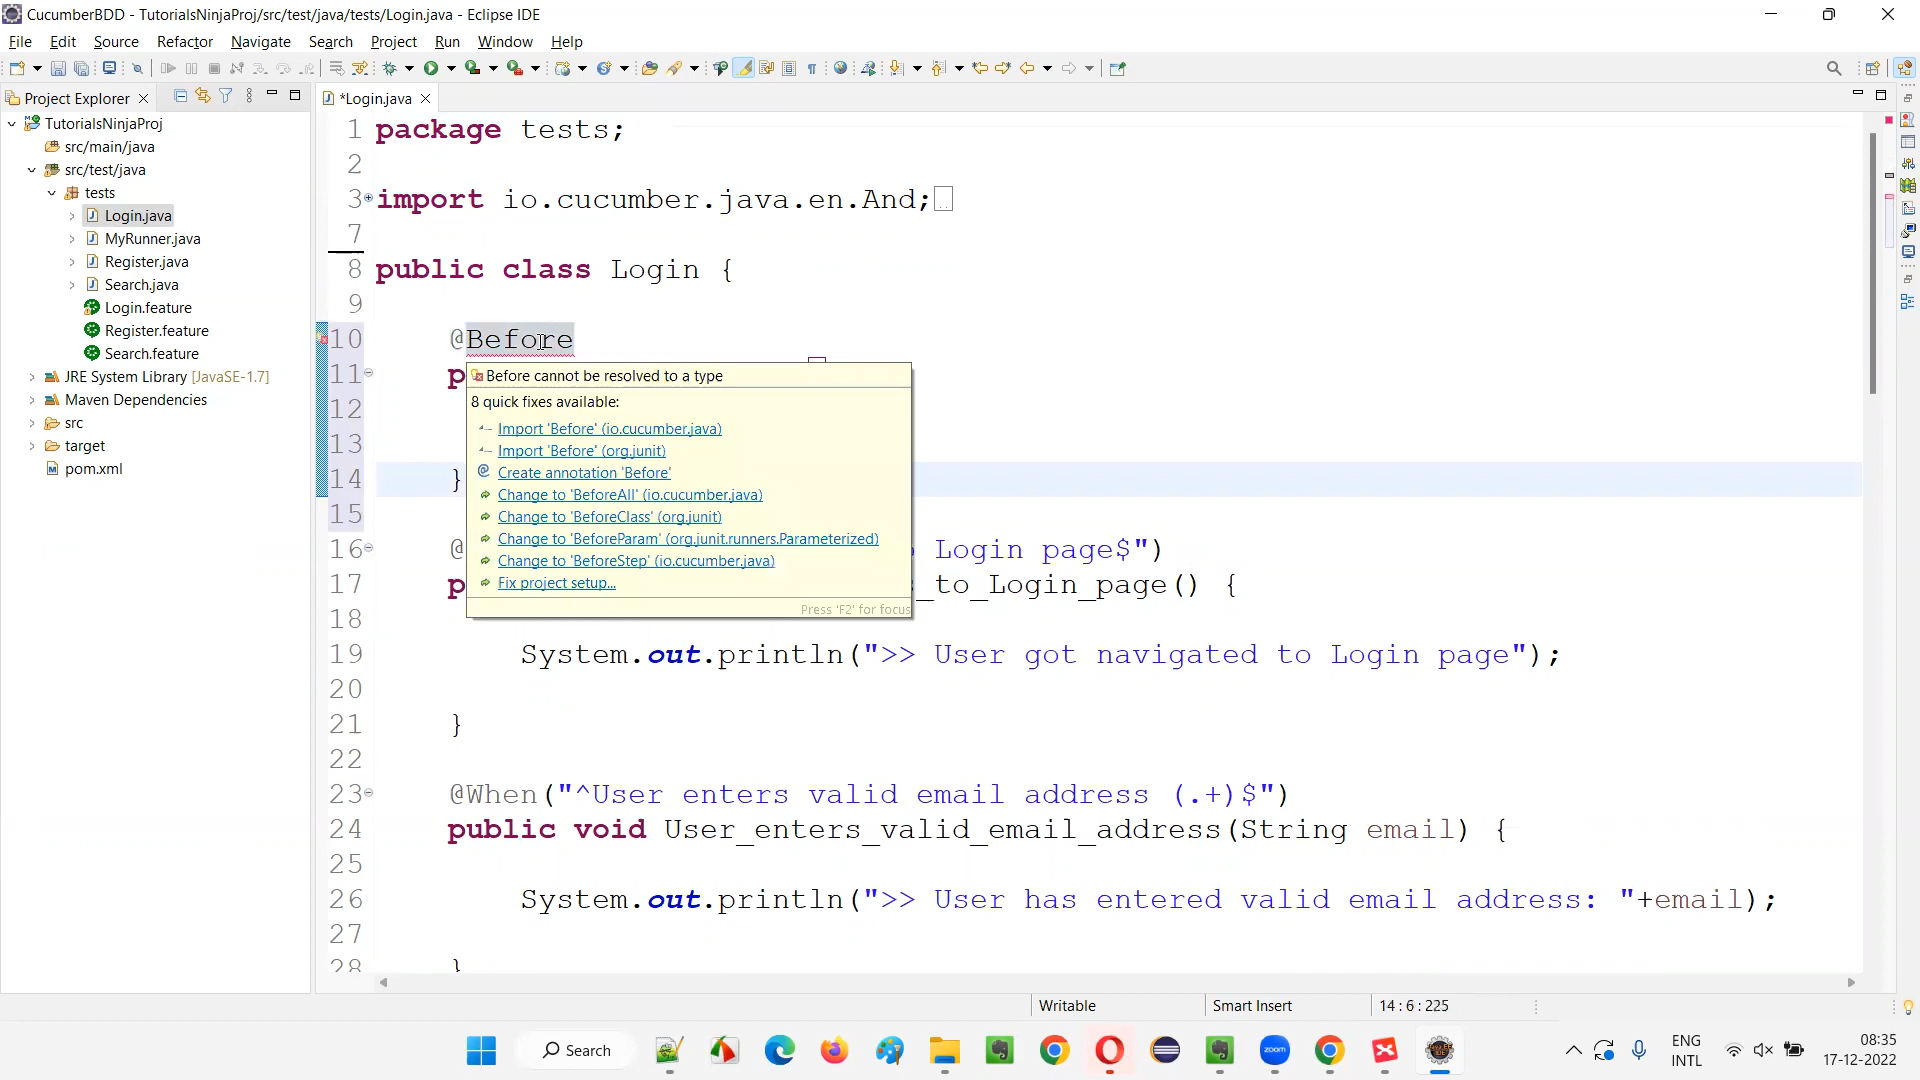 CucumberBDD - TutorialsNinjaProj/src/test/java/tests/Login.java - Eclipse IDE
File Edit Source Refactor Navigate Search Project Run Window Help
Project Explorer
*Login.java
TutorialsNinjaProj
src/main/java
src/test/java
tests
Login.java
MyRunner.java
Register.java
Search.java
Login.feature
Register.feature
Search.feature
JRE System Library [JavaSE-1.7]
Maven Dependencies
src
target
pom.xml
1 package tests;
2
3 import io.cucumber.java.en.And;
7
8 public class Login {
9
10 @Before
11 p
12
13
14 }
15
16 @ Login page$")
17 p _to_Login_page() {
18
19 System.out.println(">> User got navigated to Login page");
20
21 }
22
23 @When("^User enters valid email address (.+)$")
24 public void User_enters_valid_email_address(String email) {
25
26 System.out.println(">> User has entered valid email address: "+email);
27
28 }
Before cannot be resolved to a type
8 quick fixes available:
Import 'Before' (io.cucumber.java)
Import 'Before' (org.junit)
Create annotation 'Before'
Change to 'BeforeAll' (io.cucumber.java)
Change to 'BeforeClass' (org.junit)
Change to 'BeforeParam' (org.junit.runners.Parameterized)
Change to 'BeforeStep' (io.cucumber.java)
Fix project setup...
Press 'F2' for focus
Writable Smart Insert 14 : 6 : 225
Search
zoom
ENG
INTL
08:35
17-12-2022